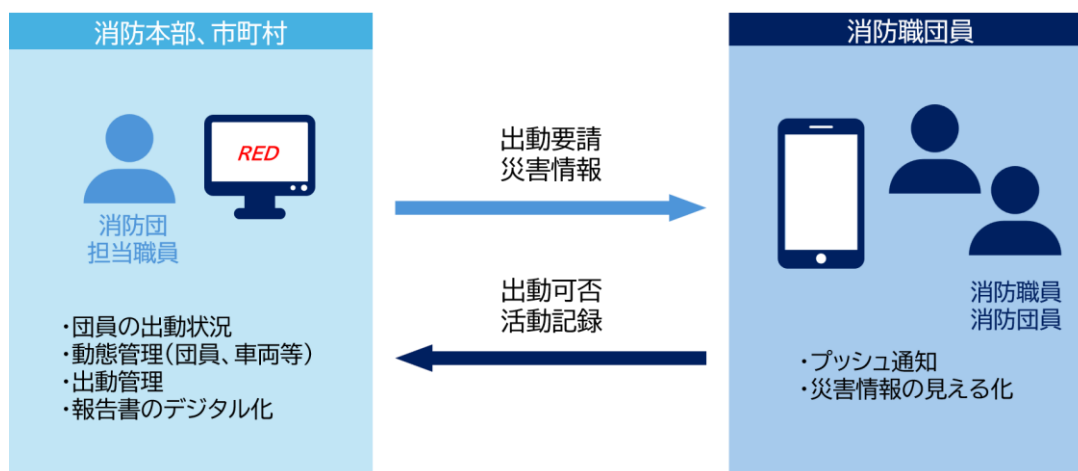 消防本部、市町村
RED
消防団
担当職員
・団員の出動状況
・動態管理(団員、車両等)
・出動管理
・報告書のデジタル化
出動要請
災害情報
出動可否
活動記録
消防職団員
消防職員
消防団員
・プッシュ通知
・災害情報の見える化